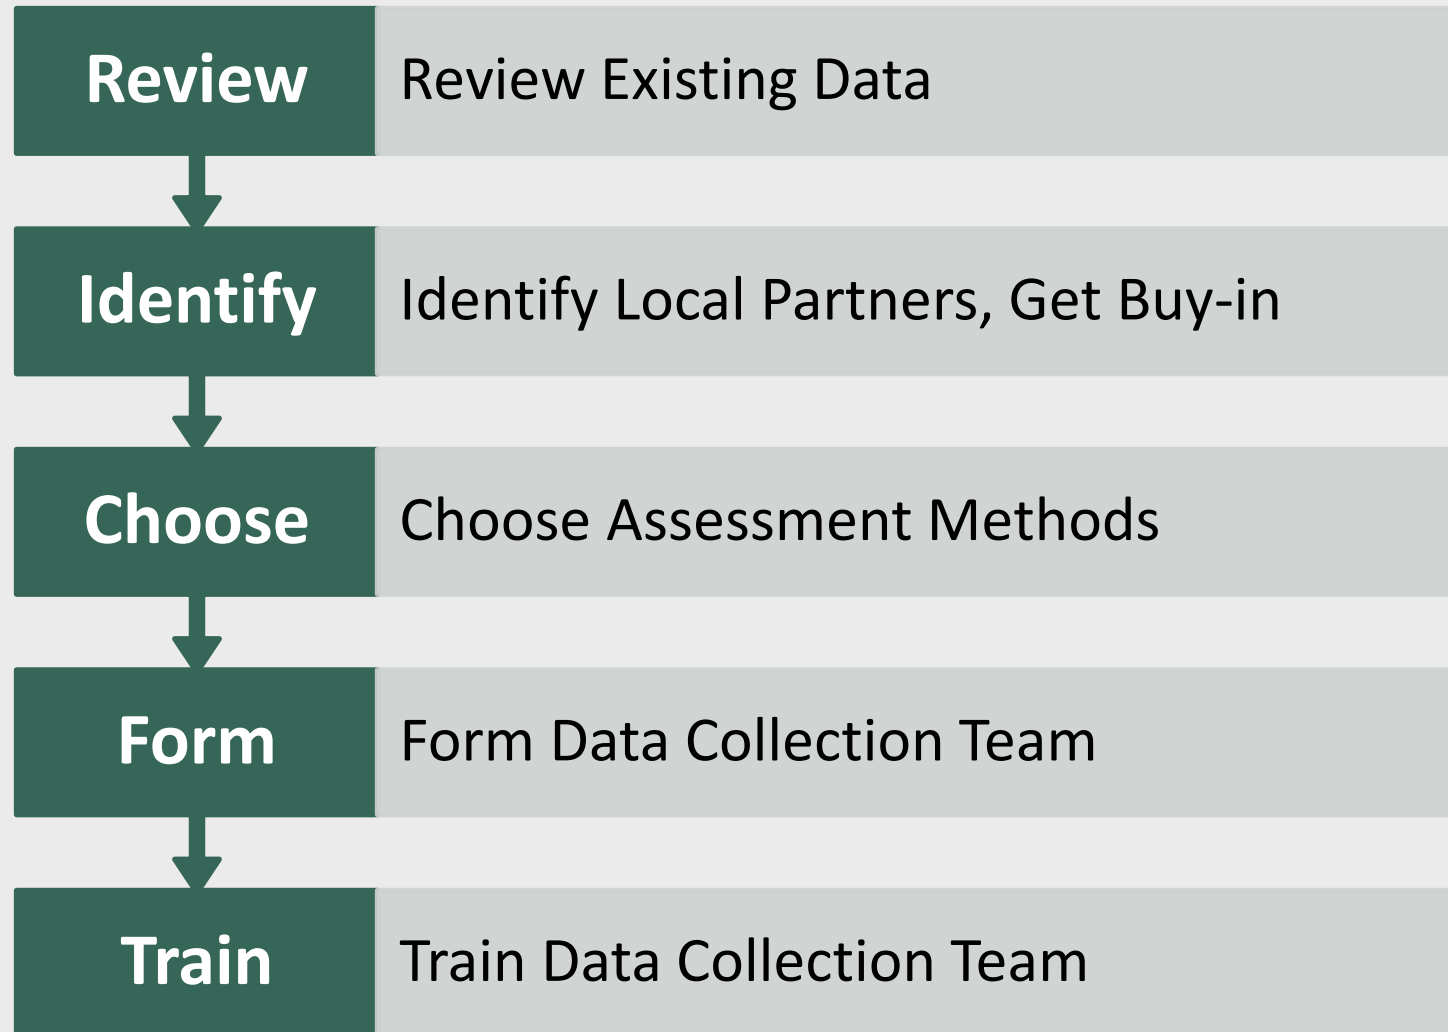 Review
Review Existing Data
Identify
Identify Local Partners, Get Buy-in
Choose
Choose Assessment Methods
Form
Form Data Collection Team
Train
Train Data Collection Team